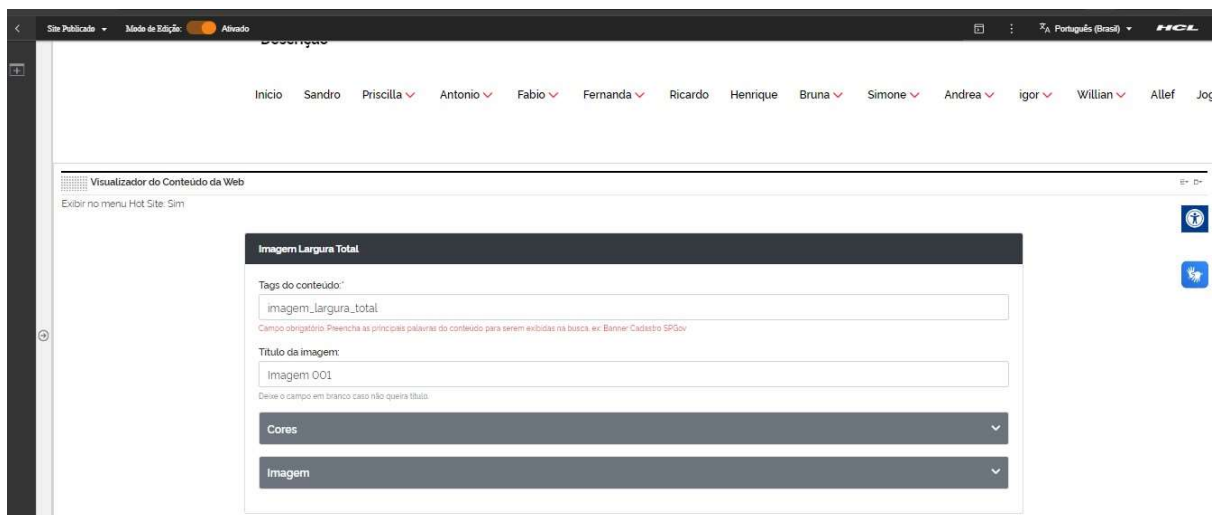 Site Publicado Modo de Edição: Ativado Português (Brasil) HCL
Descrição
Inicio Sandro Priscilla Antonio Fabio Fernanda Ricardo Henrique Bruna Simone Andrea igor Willian Allef Jog
Visualizador do Conteúdo da Web
Exibir no menu Hot Site: Sim
Imagem Largura Total
Tags do conteúdo:*
imagem_largura_total
Campo obrigatório. Preencha as principais palavras do conteúdo para serem exibidas na busca, ex: Banner Cadastro SPGov
Título da imagem:
Imagem 001
Deixe o campo em branco caso não queira título.
Cores
Imagem